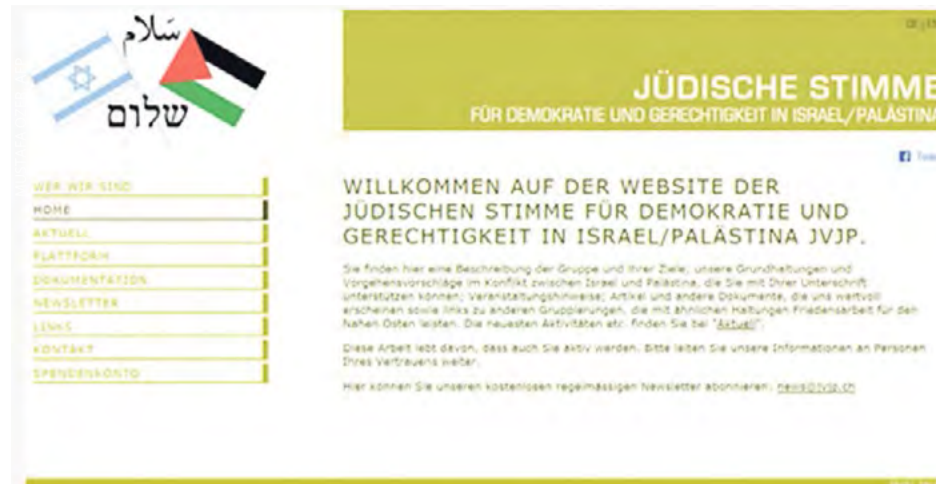 سَلام
שלום
JÜDISCHE STIMME
FÜR DEMOKRATIE UND GERECHTIGKEIT IN ISRAEL/PALÄSTINA
WER WIR SIND
HOME
AKTUELL
PLATTFORM
DOKUMENTATION
NEWSLETTER
LINKS
KONTAKT
SPENDENKONTO
WILLKOMMEN AUF DER WEBSITE DER
JÜDISCHEN STIMME FÜR DEMOKRATIE UND
GERECHTIGKEIT IN ISRAEL/PALÄSTINA JVJP.
Sie finden hier eine Beschreibung der Gruppe und ihrer Ziele; unsere Grundhaltungen und
Vorgehensvorschläge im Konflikt zwischen Israel und Palästina, die Sie mit Ihrer Unterschrift
unterstützen können; Veranstaltungshinweise; Artikel und andere Dokumente, die uns wertvoll
erscheinen sowie links zu anderen Gruppierungen, die mit ähnlichen Haltungen Friedensarbeit für den
Nahen Osten leisten. Die neuesten Aktivitäten etc. finden Sie bei "Aktuell".
Diese Arbeit lebt davon, dass auch Sie aktiv werden. Bitte leiten Sie unsere Informationen an Personen
Ihres Vertrauens weiter.
Hier können Sie unseren kostenlosen regelmässigen Newsletter abonnieren: news@jvjp.ch